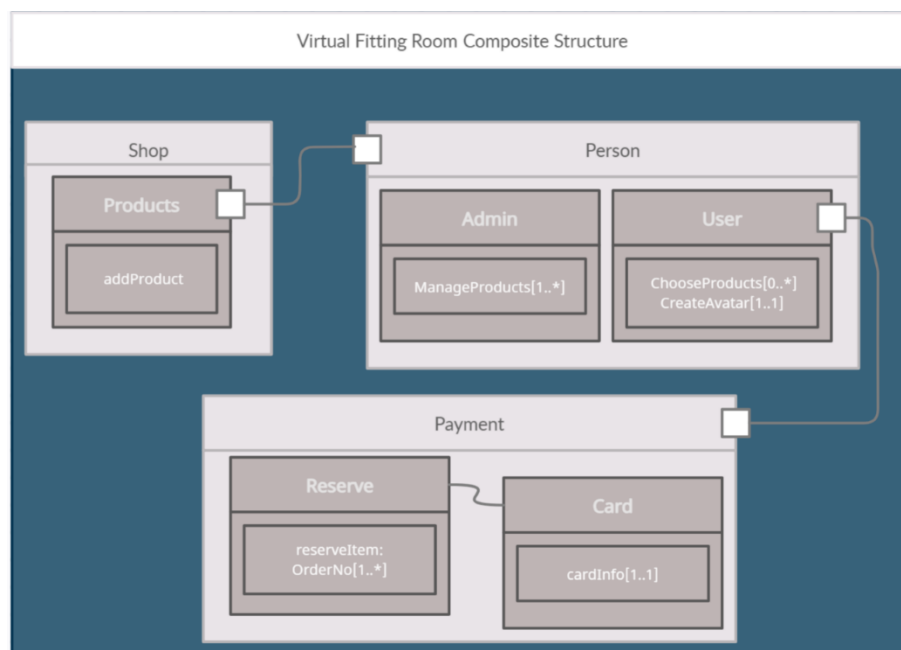 Virtual Fitting Room Composite Structure
Shop
Products
addProduct
Person
Admin
ManageProducts[1..*]
User
ChooseProducts[0..*]
CreateAvatar[1..1]
Payment
Reserve
reserveItem:
OrderNo[1..*]
Card
cardInfo[1..1]